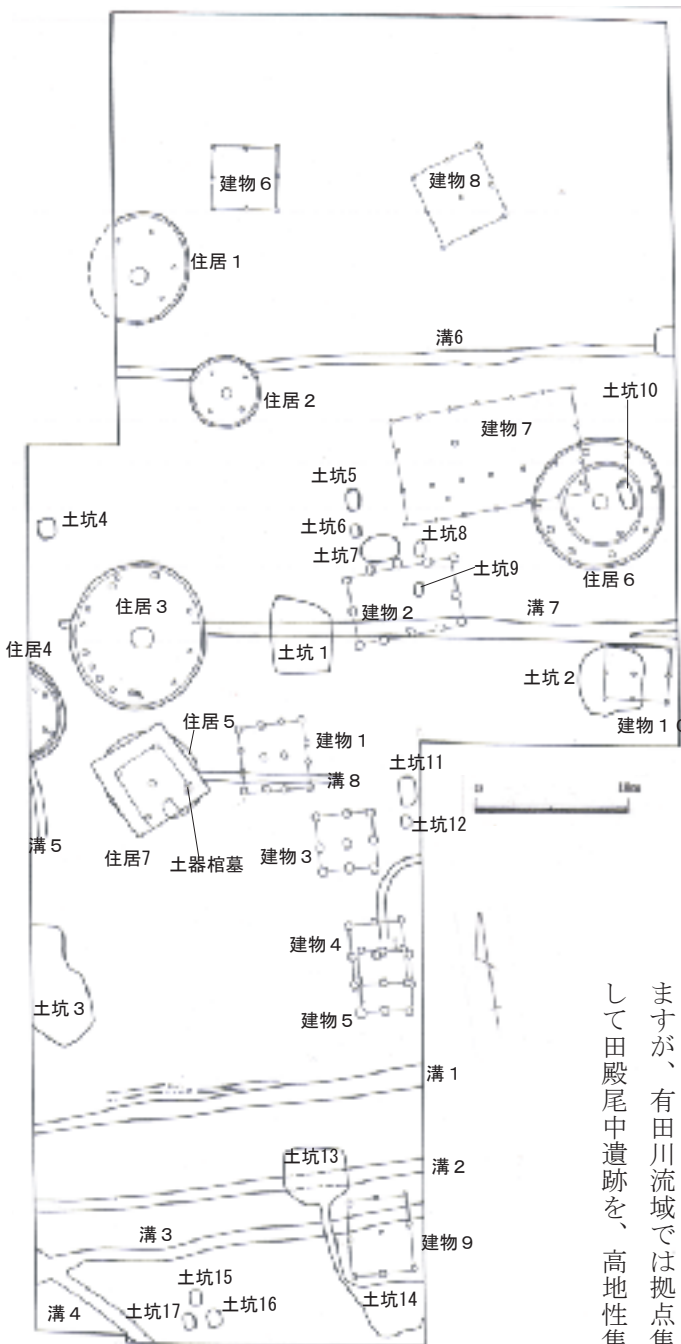 建物6
建物8
住居1
溝6
住居2
土坑10
建物7
土坑5
土坑4
土坑6
土坑8
土坑7
土坑9
住居6
住居3
建物2
溝7
住居4
土坑1
土坑2
住居5
建物1
建物10
溝8
土坑11
土坑12
溝5
住居7
土器棺墓
建物3
建物4
土坑3
建物5
溝1
土坑13
溝2
溝3
建物9
土坑15
土坑16
土坑17
溝4
土坑14
ますが、有田川流域では拠点集
して田殿尾中遺跡を、高地性集